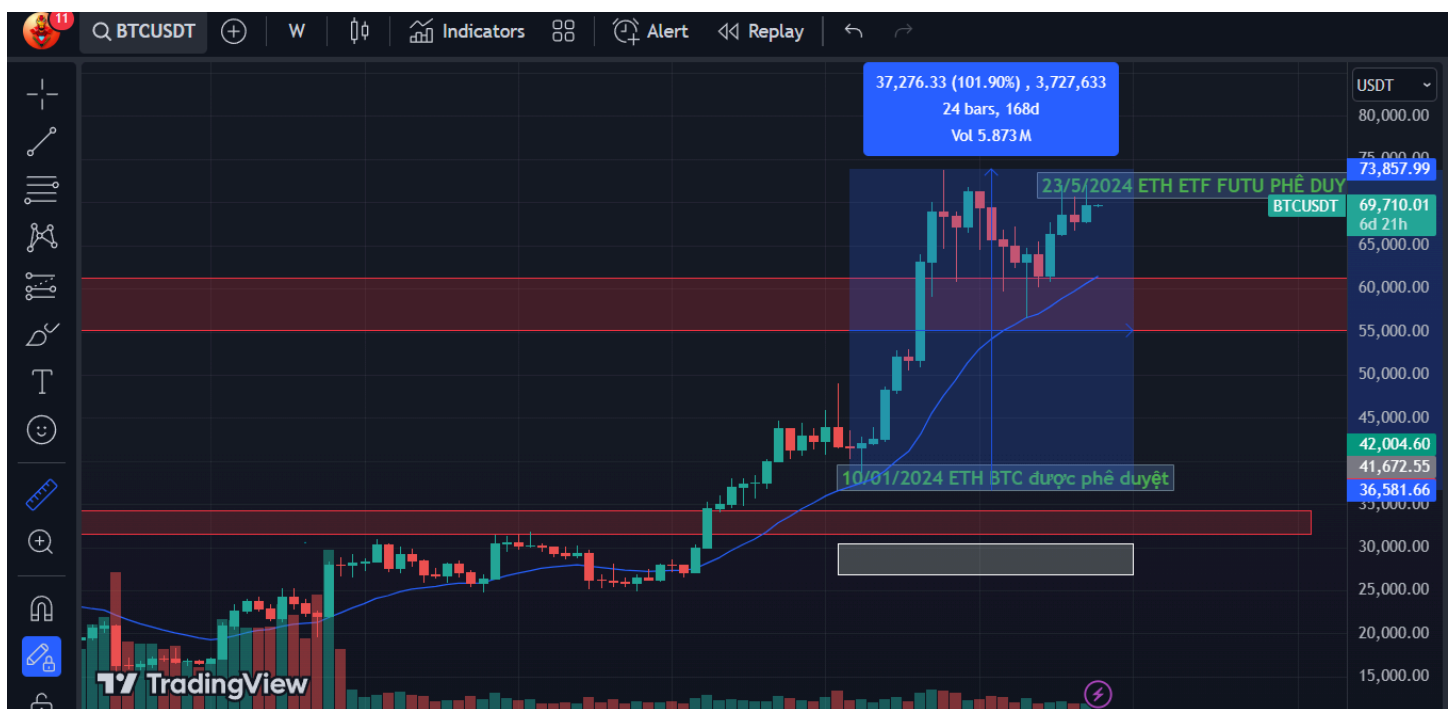 11
BTCUSDT
W
Indicators
Alert
Replay
37,276.33 (101.90%) , 3,727,633
24 bars, 168d
Vol 5.873 M
USDT
80,000.00
75,000.00
73,857.99
23/5/2024 ETH ETF FUTU PHÊ DUY
BTCUSDT
69,710.01
6d 21h
65,000.00
60,000.00
55,000.00
50,000.00
45,000.00
42,004.60
41,672.55
10/01/2024 ETH BTC được phê duyệt
36,581.66
35,000.00
30,000.00
25,000.00
20,000.00
15,000.00
TradingView